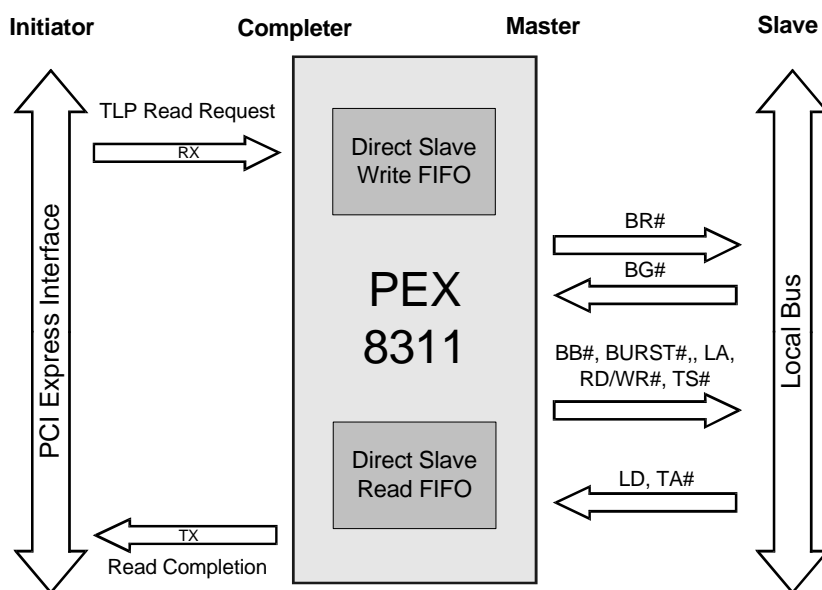 Initiator
Completer
Master
Slave
TLP Read Request
RX
Direct Slave
Write FIFO
BR#
BG#
PEX
8311
PCI Express Interface
Local Bus
BB#, BURST#,, LA,
RD/WR#, TS#
Direct Slave
Read FIFO
LD, TA#
TX
Read Completion